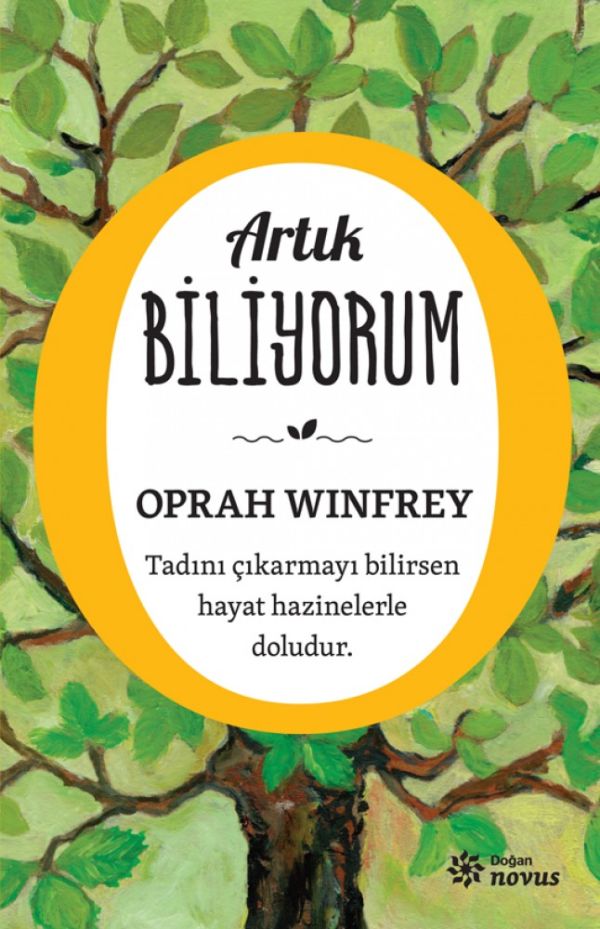 Artık
BİLİYORUM
OPRAH WINFREY
Tadını çıkarmayı bilirsen
hayat hazinelerle
doludur.
Doğan
novus